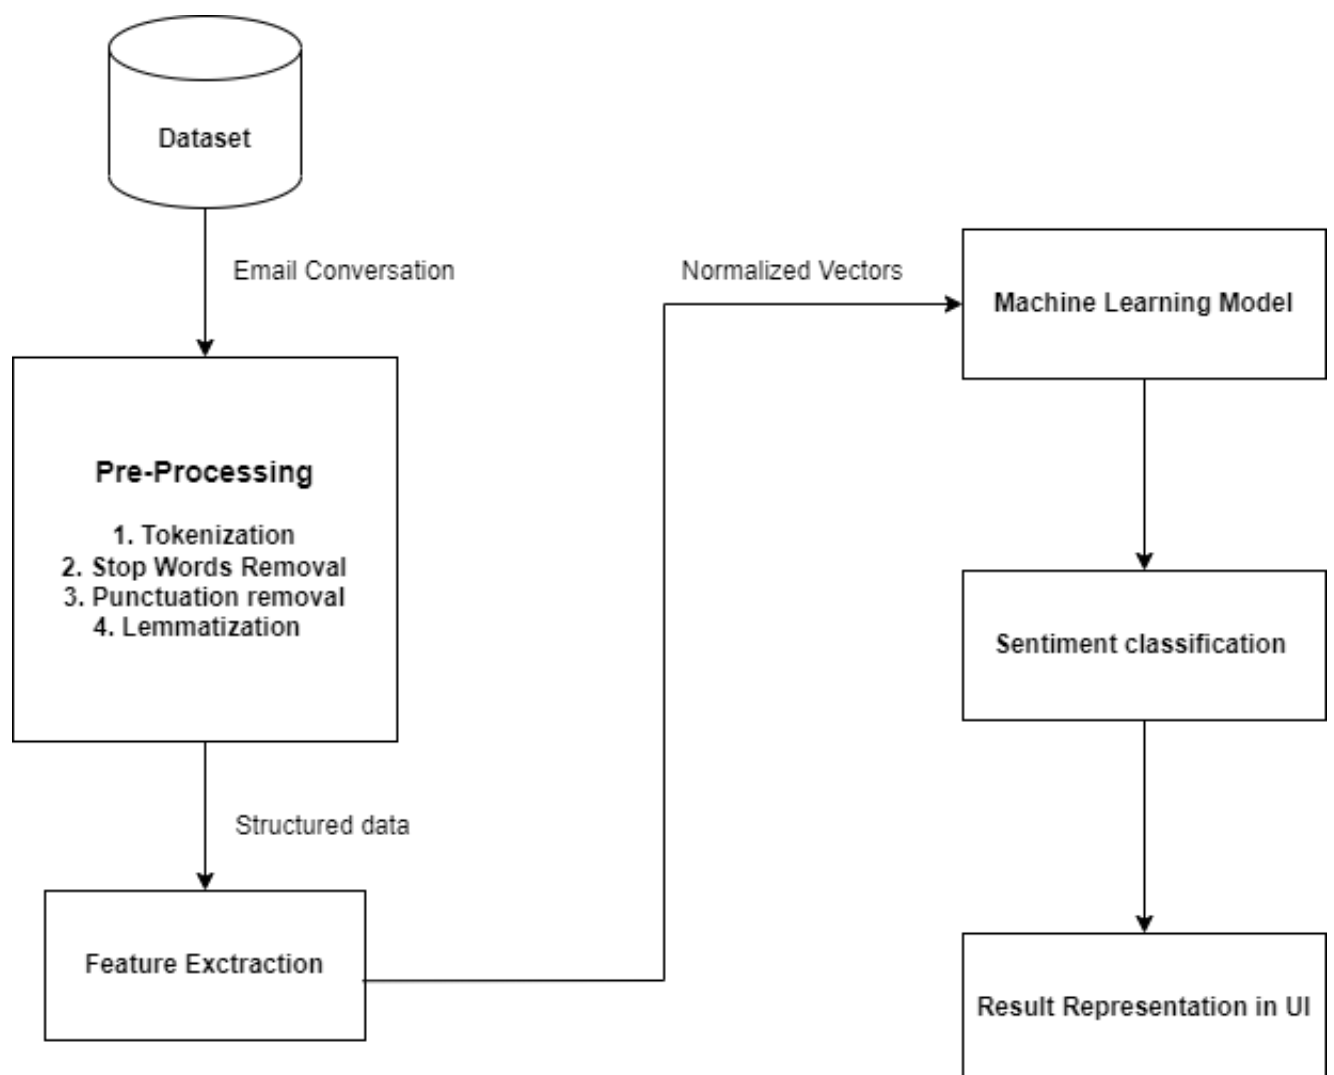 Dataset
Email Conversation
Pre-Processing
1. Tokenization
2. Stop Words Removal
3. Punctuation removal
4. Lemmatization
Structured data
Feature Exctraction
Normalized Vectors
Machine Learning Model
Sentiment classification
Result Representation in UI